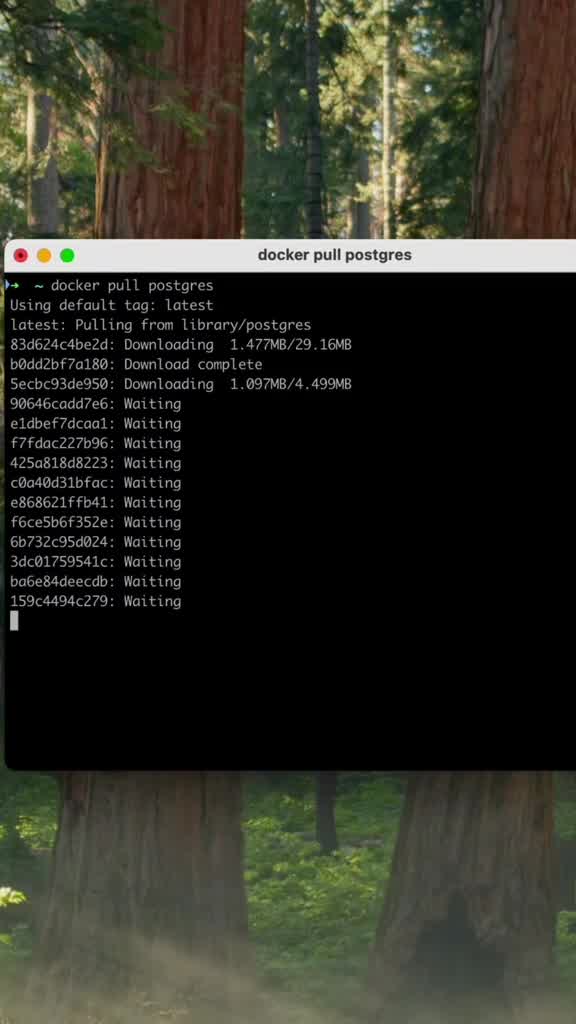 docker pull postgres
➜  ~ docker pull postgres
Using default tag: latest
latest: Pulling from library/postgres
83d624c4be2d: Downloading  1.477MB/29.16MB
b0dd2bf7a180: Download complete
5ecbc93de950: Downloading  1.097MB/4.499MB
90646cadd7e6: Waiting
e1dbef7dcaa1: Waiting
f7fdac227b96: Waiting
425a818d8223: Waiting
c0a40d31bfac: Waiting
e868621ffb41: Waiting
f6ce5b6f352e: Waiting
6b732c95d024: Waiting
3dc01759541c: Waiting
ba6e84deecdb: Waiting
159c4494c279: Waiting